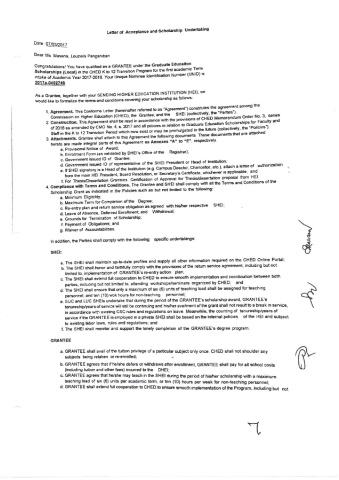 Letter of Acceptance and Scholarship Undertaking
Date 07/03/2017
Dear Ms. Mavanra, Louwela Pangandian
Congratulations! You have qualified as a GRANTEE under the Graduate Education
Scholarships (Local) in the CHED K to 12 Transition Program for the first academic Term
intake of Academic Year 2017-2018. Your Unique Nominee Identification Number (UNID) is
As a Grantee, together with your SENDING HIGHER EDUCATION INSTITUTION (HEI), on
would like to formalize the terms and conditions covering your scholarship as follows:
1. Agreement. This Conforme Letter (hereinafter referred to as "Agreement") constitutes the agreement among the
Commission on Higher Education (CHED), the Grantee, and the SHEI (collectively, the "Parties").
2. Construction. This Agreement shall be read in accordance with the provisions of CHED Memorandum Order No. 3, series
of 2016 as amended by CMO No. 2017 and all policies in relation to Graduate Education Scholarships for Faculty and
Staff in the K to 12 Transition Period which now exist or may be promulgated in the future (collectively, the "Policies").
3. Attachments. Grantee shall attach to this Agreement the following documents. These documents that are attached
hereto are made integral parts of this Agreement as Annexes "A" to "E", respectively.
a. Provisional Notice of Award;
b. Enrolment Form as validated by SHEI's Office of the Registrar;
c. Government issued ID of Grantee;
d. Government issued ID of representative of the SHEI President or Head of Institution;
e. If SHEI signatory is a Head of the Institution (e.g. Campus Director, Chancellor, etc.), attach a letter of authorization
from the main HEI President, Board Resolution, or Secretary's Certificate, whichever is applicable; and
f. For Thesis/Dissertation Grantees: Certification of Approval for Thesis/dissertation proposal from HEI
4. Compliance with Terms and Conditions. The Grantee and SHEI shall comply with all the Terms and Conditions of the
Scholarship Grant as indicated in the Policies such as but not limited to the following:
a. Minimum Eligibility;
b. Maximum Term for Completion of the Degree;
c. Re-entry plan and return service obligation as agreed with his/her respective SHEI;
d. Leave of Absence, Deferred Enrolment, and Withdrawal;
e. Grounds for Termination of Scholarship;
f. Payment of Obligations; and
g. Waiver of Accountabilities
In addition, the Parties shall comply with the following specific undertakings:
SHEI:
a. The SHEI shall maintain up-to-date profiles and supply all other information required on the CHED Online Portal;
b. The SHEI shall honor and faithfully comply with the provisions of the return service agreement, including but not
limited to, implementation of GRANTEE's re-entry action plan;
c. The SHEI shall extend full cooperation to CHED to ensure smooth implementation and coordination between both
parties, including but not limited to, attending workshops/seminars organized by CHED; and
d. The SHEI shall ensure that only a maximum of six (6) units of teaching load shall be assigned for teaching
personnel; and ten (10) work hours for non-teaching personnel;
e. SUC and LUC SHEIs undertake that during the period of the GRANTEE's scholarship award, GRANTEE's
tenureship/years of service will still be continuing and his/her availment of the grant shall not result to a break in service,
in accordance with existing CSC rules and regulations on leave. Meanwhile, the counting of tenureship/years of
service if the GRANTEE is employed in a private SHEI shall be based on the internal policies of the HEI and subject
to existing labor laws, rules and regulations; and
f. The SHEI shall monitor and support the timely completion of the GRANTEE's degree program.
GRANTEE
a. GRANTEE shall avail of the tuition privilege of a particular subject only once. CHED shall not shoulder any
subjects being retaken or re-enrolled;
b. GRANTEE agrees that if he/she defers or withdraws after enrollment, GRANTEE shall pay for all school costs
(including tuition and other fees) incurred to the SHEI;
c. GRANTEE agrees that he/she may teach in the SHEI during the period of his/her scholarship with a maximum
teaching load of six (6) units per academic term, or ten (10) hours per week for non-teaching personnel;
d. GRANTEE shall extend full cooperation to CHED to ensure smooth implementation of the Program, including but not